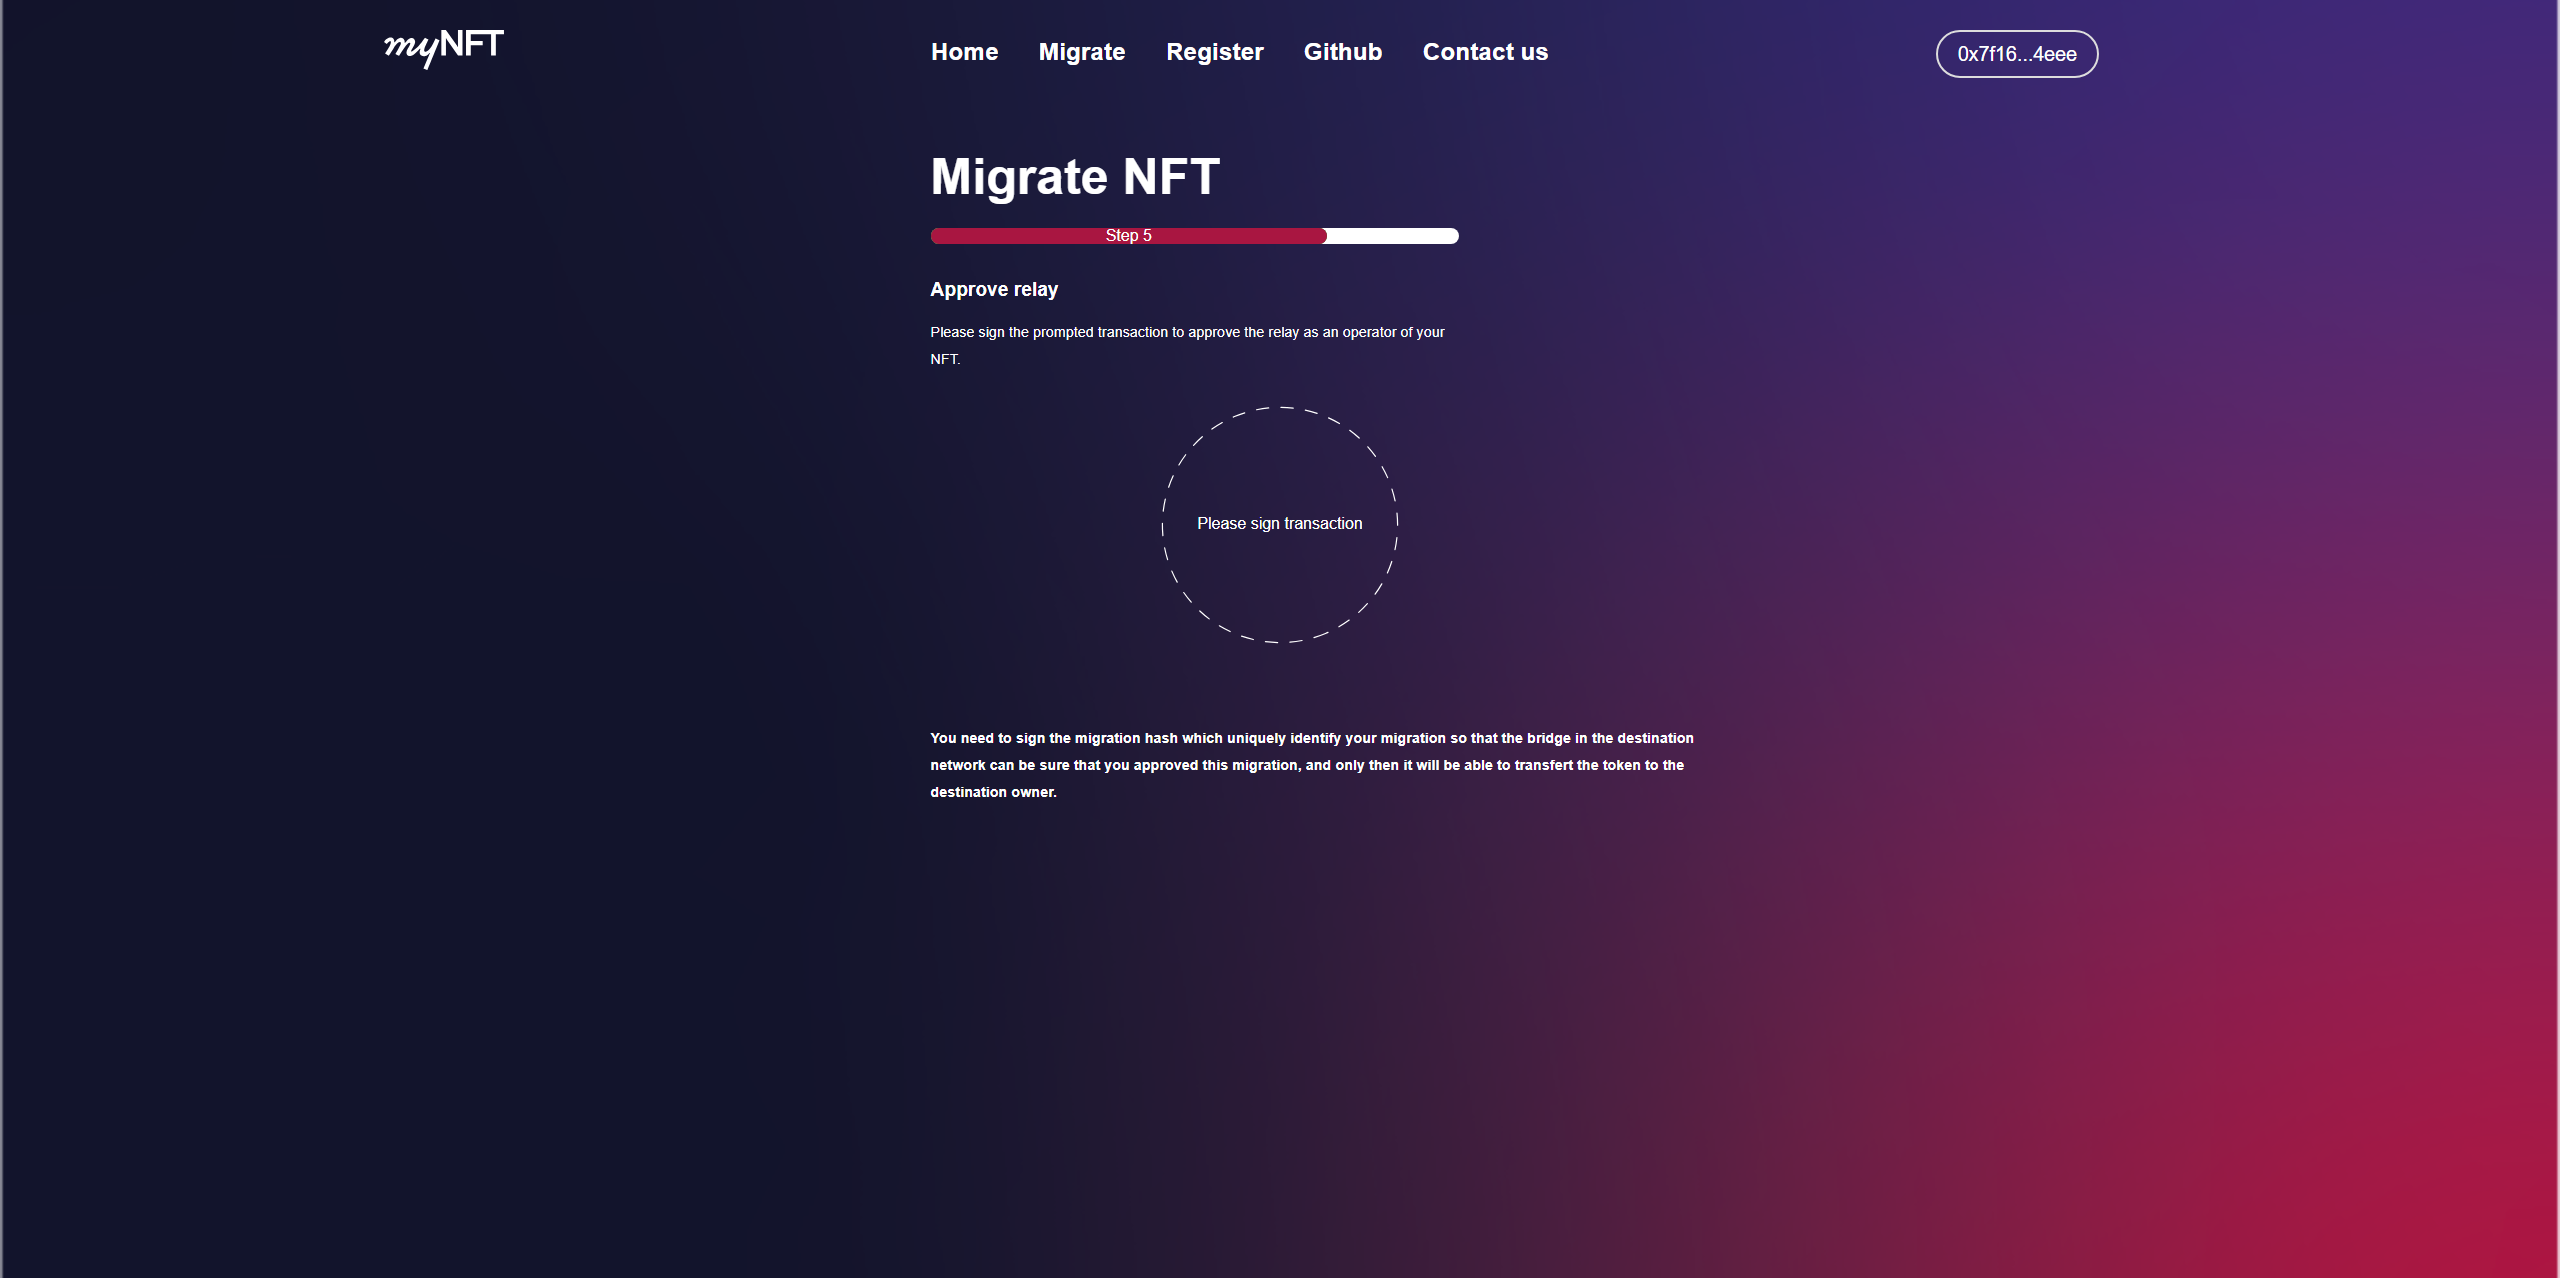 myNFT
Home Migrate Register Github Contact us
0x7f16...4eee
Migrate NFT
Step 5
Approve relay
Please sign the prompted transaction to approve the relay as an operator of your
NFT.
Please sign transaction
You need to sign the migration hash which uniquely identify your migration so that the bridge in the destination
network can be sure that you approved this migration, and only then it will be able to transfert the token to the
destination owner.